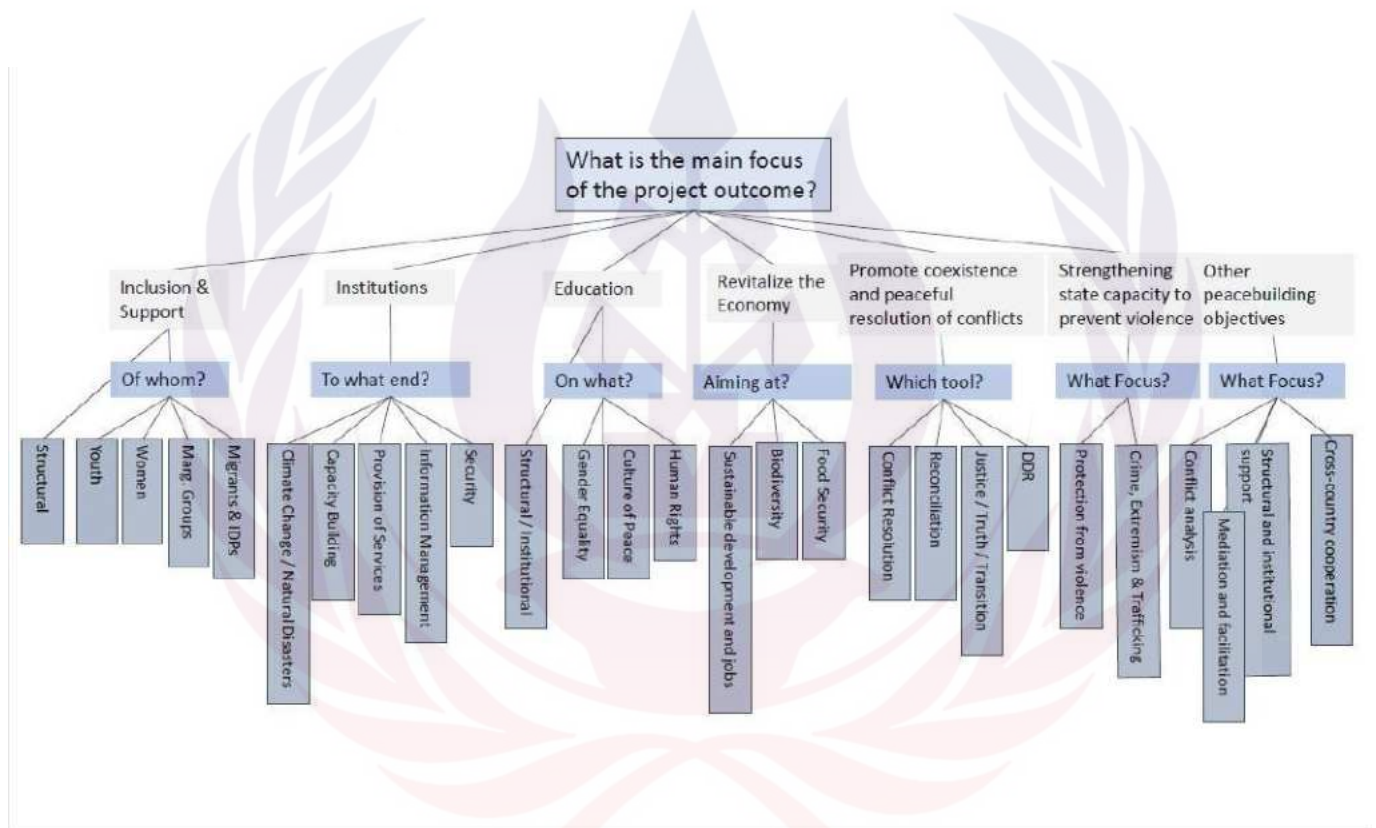 What is the main focus
of the project outcome?
Inclusion &
Support
Institutions
Education
Revitalize the
Economy
Promote coexistence
and peaceful
resolution of conflicts
Strengthening
state capacity to
prevent violence
Other
peacebuilding
objectives
Of whom?
To what end?
On what?
Aiming at?
Which tool?
What Focus?
What Focus?
Structural
Youth
Women
Marg. Groups
Migrants & IDPs
Climate Change / Natural Disasters
Capacity Building
Provision of Services
Information Management
Security
Structural / Institutional
Gender Equality
Culture of Peace
Human Rights
Sustainable development and jobs
Biodiversity
Food Security
Conflict Resolution
Reconciliation
Justice / Truth / Transition
DDR
Protection from violence
Crime, Extremism & Trafficking
Conflict analysis
Mediation and facilitation
Structural and institutional
support
Cross-country cooperation